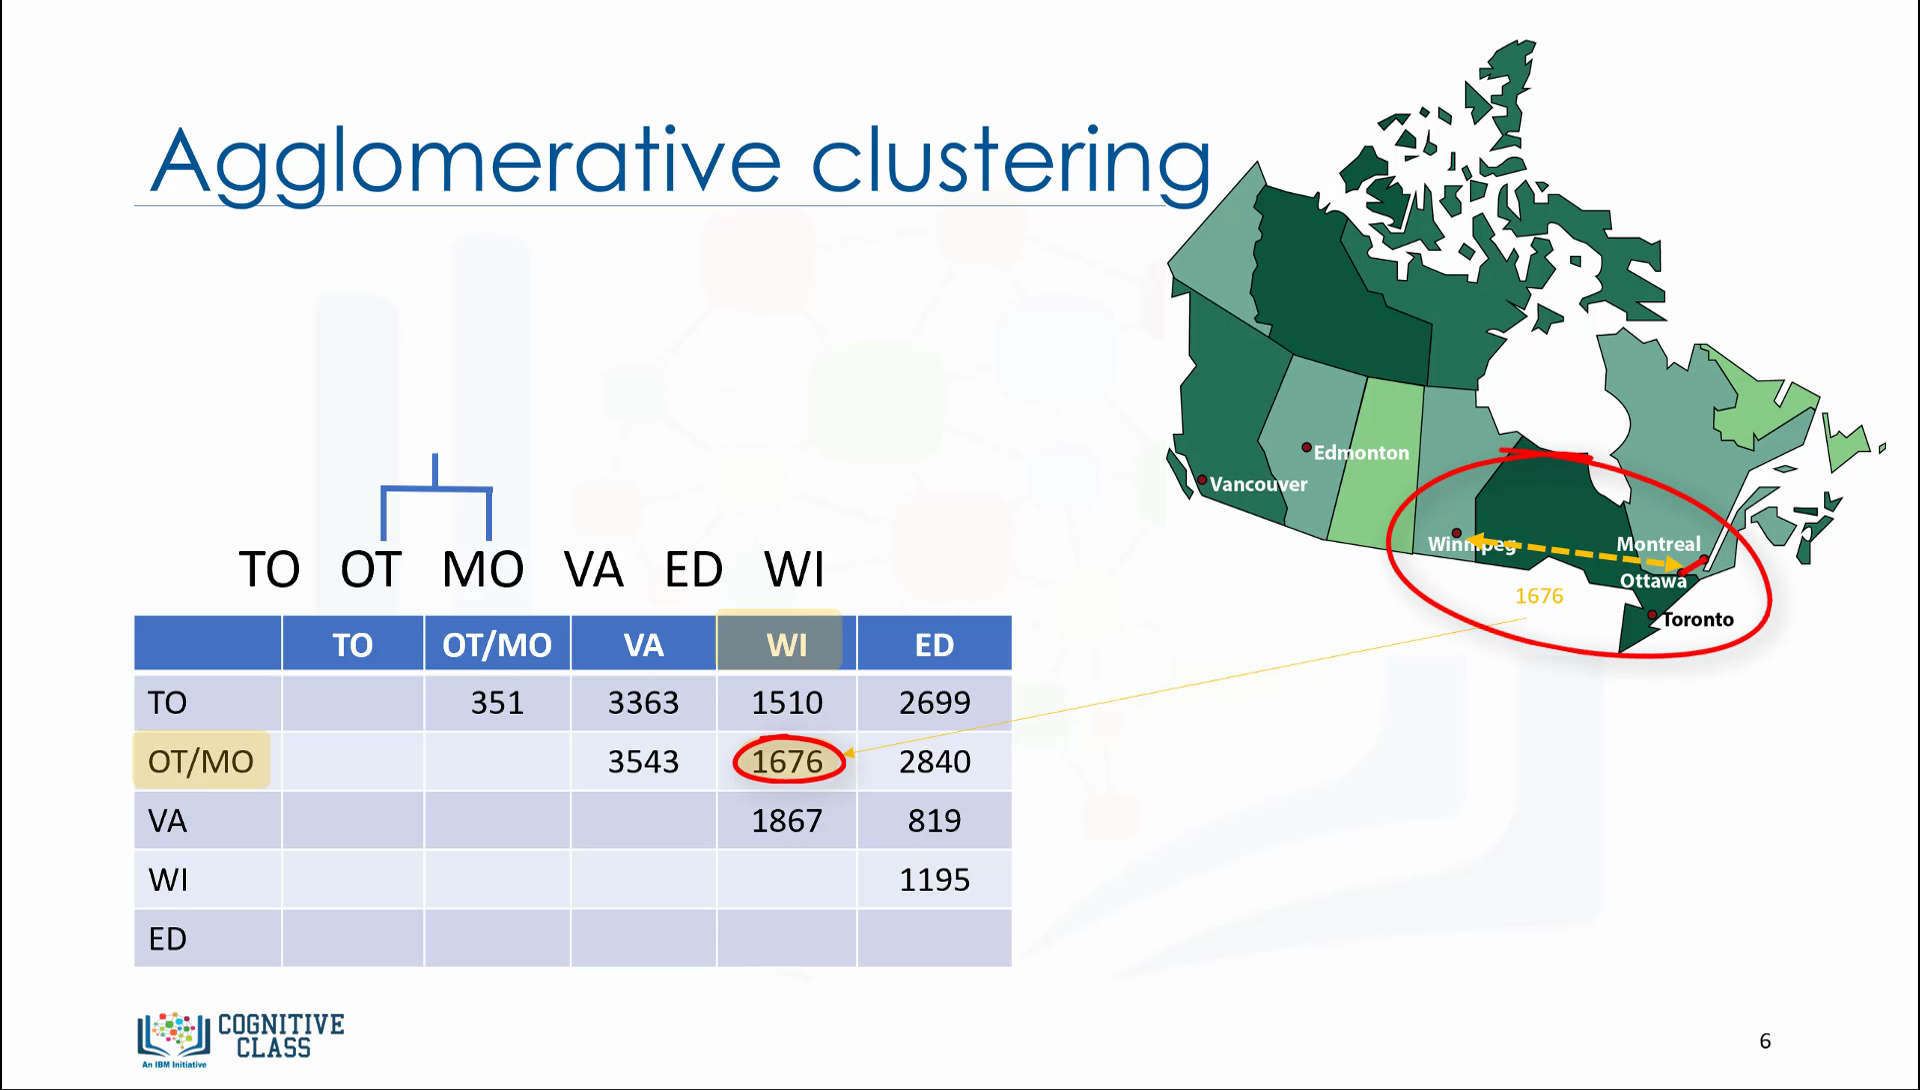 Agglomerative clustering
Edmonton
Vancouver
Winnipeg
Montreal
Ottawa
1676
Toronto
TO OT MO VA ED WI
TO OT/MO VA WI ED
TO 351 3363 1510 2699
OT/MO 3543 1676 2840
VA 1867 819
WI 1195
ED
COGNITIVE
CLASS
An IBM Initiative
6